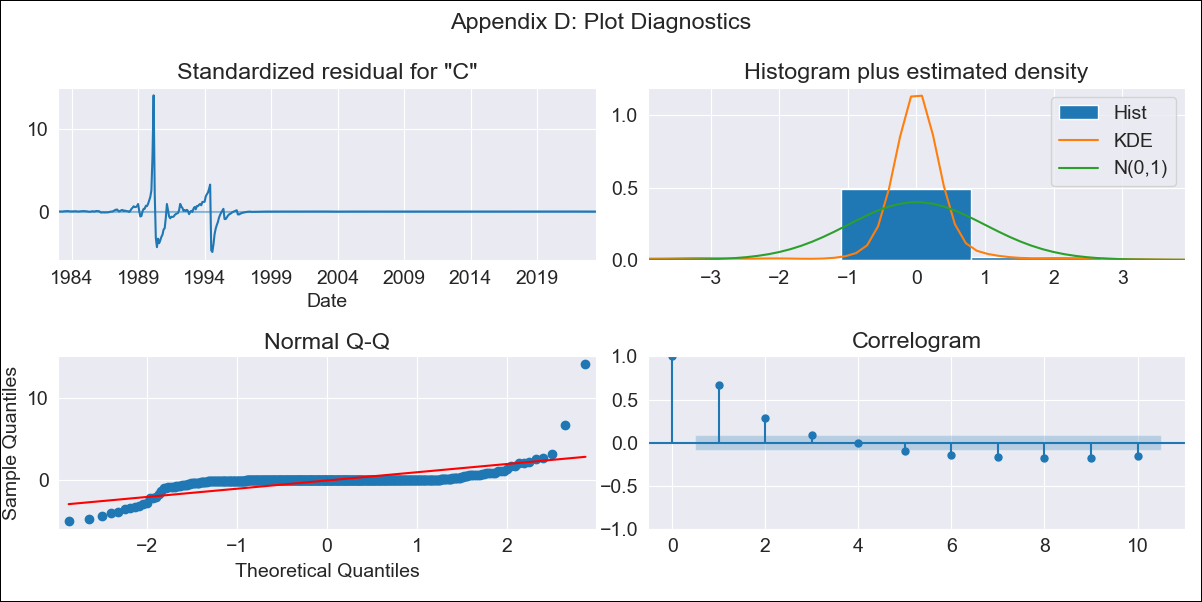 Appendix D: Plot Diagnostics
Standardized residual for "C"
10
0
1984 1989 1994 1999 2004 2009 2014 2019
Date
Histogram plus estimated density
1.0
0.5
0.0
Hist
KDE
N(0,1)
−3 −2 −1 0 1 2 3
Normal Q-Q
Sample Quantiles
10
0
−2 −1 0 1 2
Theoretical Quantiles
Correlogram
1.0
0.5
0.0
−0.5
−1.0
0 2 4 6 8 10